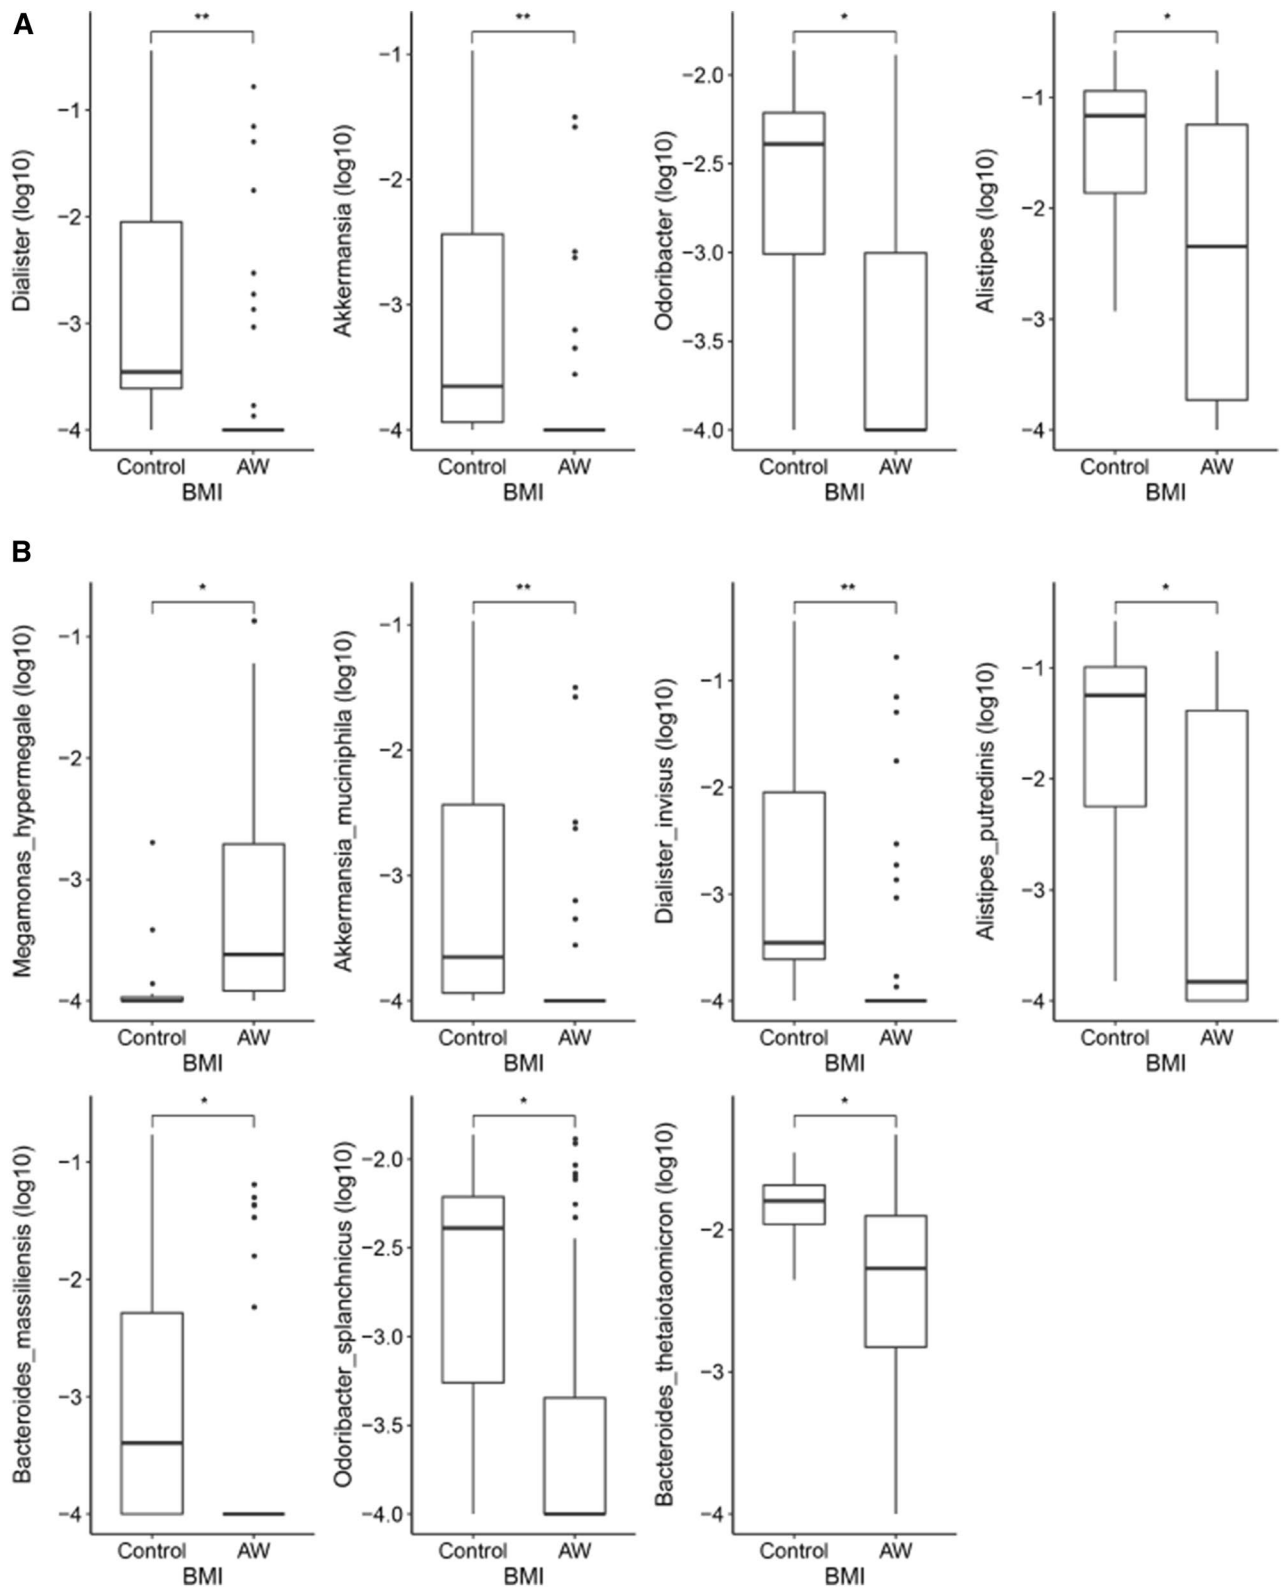 A
** ** * *
Dialister (log10)
−1
−2
−3
−4
Control AW
BMI
Akkermansia (log10)
−1
−2
−3
−4
Control AW
BMI
Odoribacter (log10)
−2.0
−2.5
−3.0
−3.5
−4.0
Control AW
BMI
Alistipes (log10)
−1
−2
−3
−4
Control AW
BMI
B
* ** ** *
Megamonas_hypermegale (log10)
−1
−2
−3
−4
Control AW
BMI
Akkermansia_muciniphila (log10)
−1
−2
−3
−4
Control AW
BMI
Dialister_invisus (log10)
−1
−2
−3
−4
Control AW
BMI
Alistipes_putredinis (log10)
−1
−2
−3
−4
Control AW
BMI
* * *
Bacteroides_massiliensis (log10)
−1
−2
−3
−4
Control AW
BMI
Odoribacter_splanchnicus (log10)
−2.0
−2.5
−3.0
−3.5
−4.0
Control AW
BMI
Bacteroides_thetaiotaomicron (log10)
−2
−3
−4
Control AW
BMI